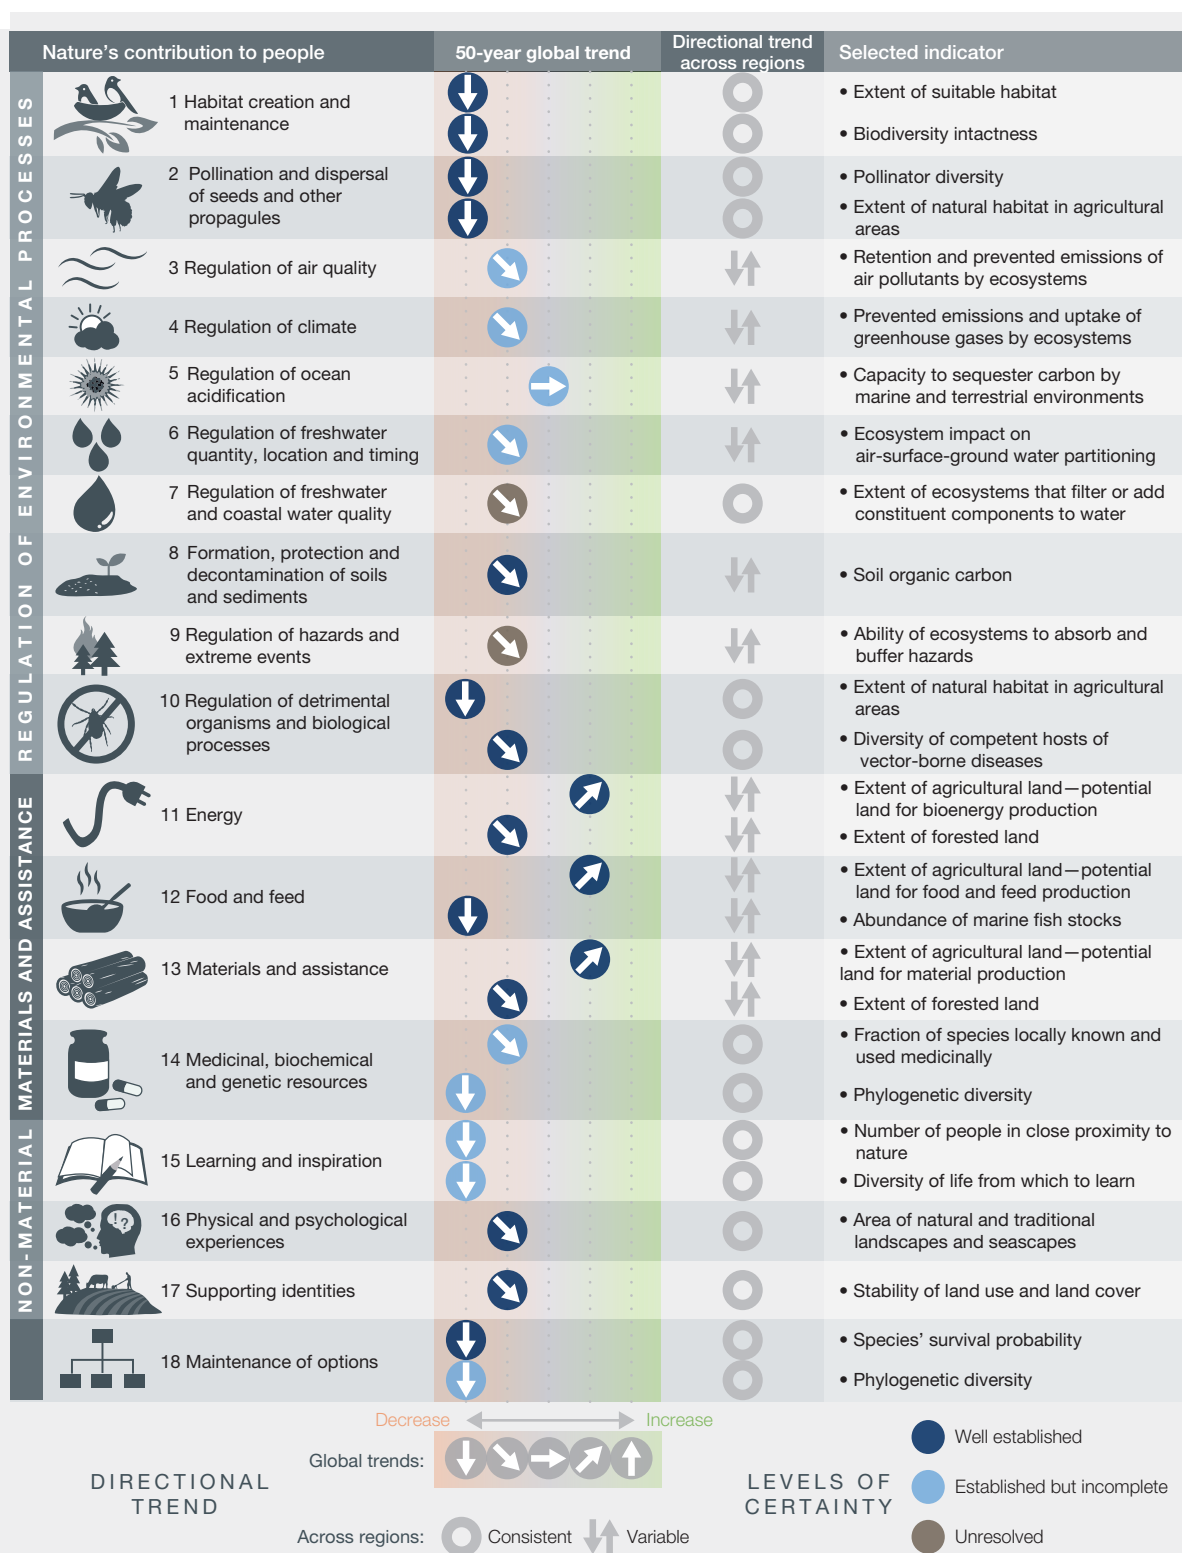 Nature's contribution to people
50-year global trend
Directional trend
across regions
Selected indicator
REGULATION OF ENVIRONMENTAL PROCESSES
1 Habitat creation and
maintenance
• Extent of suitable habitat
• Biodiversity intactness
2 Pollination and dispersal
of seeds and other
propagules
• Pollinator diversity
• Extent of natural habitat in agricultural
areas
3 Regulation of air quality
• Retention and prevented emissions of
air pollutants by ecosystems
4 Regulation of climate
• Prevented emissions and uptake of
greenhouse gases by ecosystems
5 Regulation of ocean
acidification
• Capacity to sequester carbon by
marine and terrestrial environments
6 Regulation of freshwater
quantity, location and timing
• Ecosystem impact on
air-surface-ground water partitioning
7 Regulation of freshwater
and coastal water quality
• Extent of ecosystems that filter or add
constituent components to water
8 Formation, protection and
decontamination of soils
and sediments
• Soil organic carbon
9 Regulation of hazards and
extreme events
• Ability of ecosystems to absorb and
buffer hazards
10 Regulation of detrimental
organisms and biological
processes
• Extent of natural habitat in agricultural
areas
• Diversity of competent hosts of
vector-borne diseases
MATERIALS AND ASSISTANCE
11 Energy
• Extent of agricultural land—potential
land for bioenergy production
• Extent of forested land
12 Food and feed
• Extent of agricultural land—potential
land for food and feed production
• Abundance of marine fish stocks
13 Materials and assistance
• Extent of agricultural land—potential
land for material production
• Extent of forested land
14 Medicinal, biochemical
and genetic resources
• Fraction of species locally known and
used medicinally
• Phylogenetic diversity
NON-MATERIAL
15 Learning and inspiration
• Number of people in close proximity to
nature
• Diversity of life from which to learn
16 Physical and psychological
experiences
! ?
• Area of natural and traditional
landscapes and seascapes
17 Supporting identities
• Stability of land use and land cover
18 Maintenance of options
• Species' survival probability
• Phylogenetic diversity
Decrease
Increase
Global trends:
DIRECTIONAL
TREND
Across regions:
Consistent
Variable
LEVELS OF
CERTAINTY
Well established
Established but incomplete
Unresolved